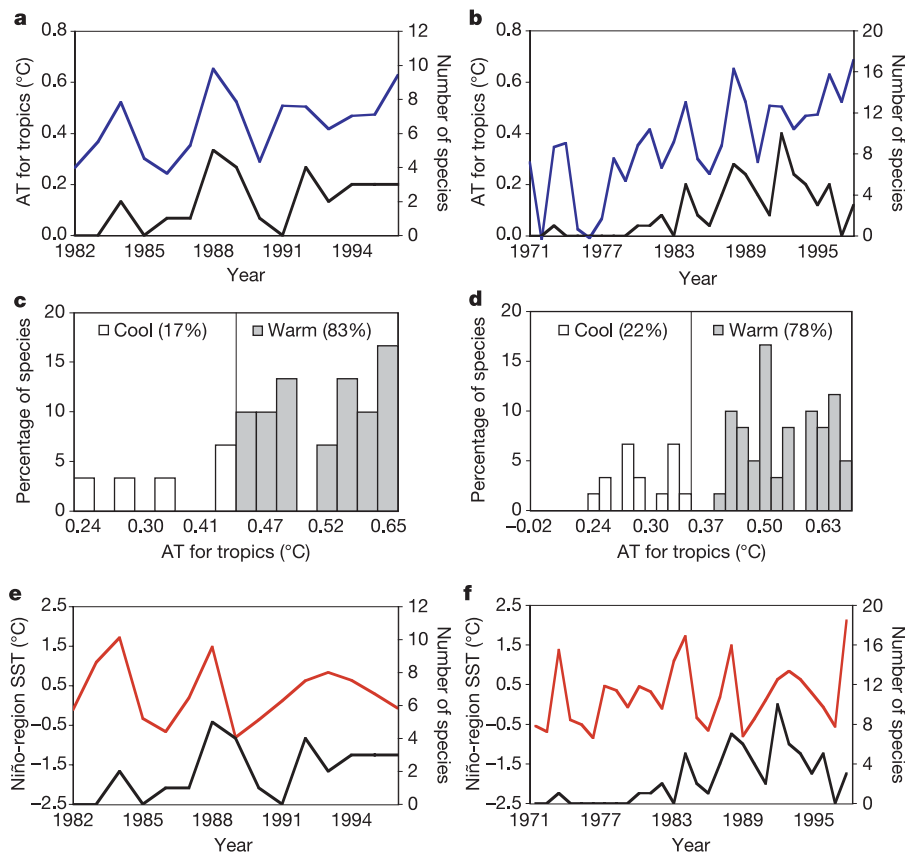 a
AT for tropics (°C)
0.8
0.6
0.4
0.2
0.0
12
10
8
6
4
2
0
Number of species
1982 1985 1988 1991 1994
Year
b
AT for tropics (°C)
0.8
0.6
0.4
0.2
0.0
20
16
12
8
4
0
Number of species
1971 1977 1983 1989 1995
Year
c
Percentage of species
20
15
10
5
0
Cool (17%) Warm (83%)
0.24 0.30 0.41 0.47 0.52 0.65
AT for tropics (°C)
d
Percentage of species
20
15
10
5
0
Cool (22%) Warm (78%)
−0.02 0.24 0.30 0.37 0.50 0.63
AT for tropics (°C)
e
Niño-region SST (°C)
2.5
1.5
0.5
−0.5
−1.5
−2.5
12
10
8
6
4
2
0
Number of species
1982 1985 1988 1991 1994
Year
f
Niño-region SST (°C)
2.5
1.5
0.5
−0.5
−1.5
−2.5
20
16
12
8
4
0
Number of species
1971 1977 1983 1989 1995
Year